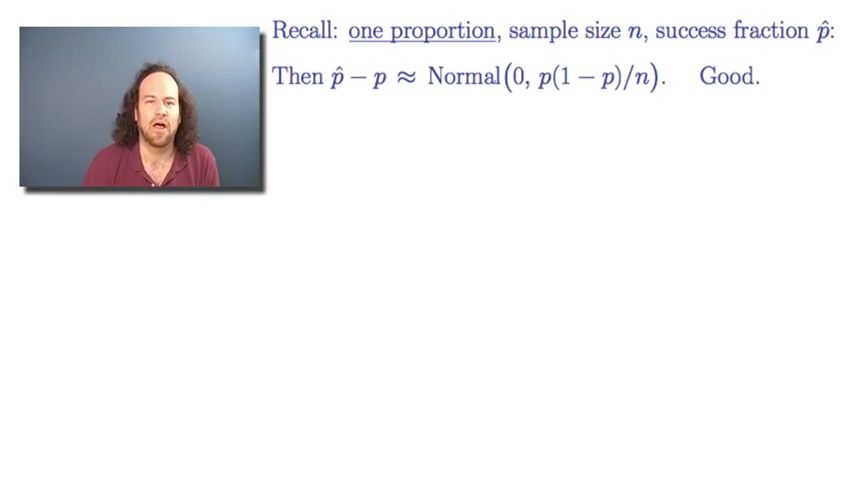 Recall: one proportion, sample size n, success fraction p̂:
Then p̂ − p ≈ Normal(0, p(1 − p)/n). Good.